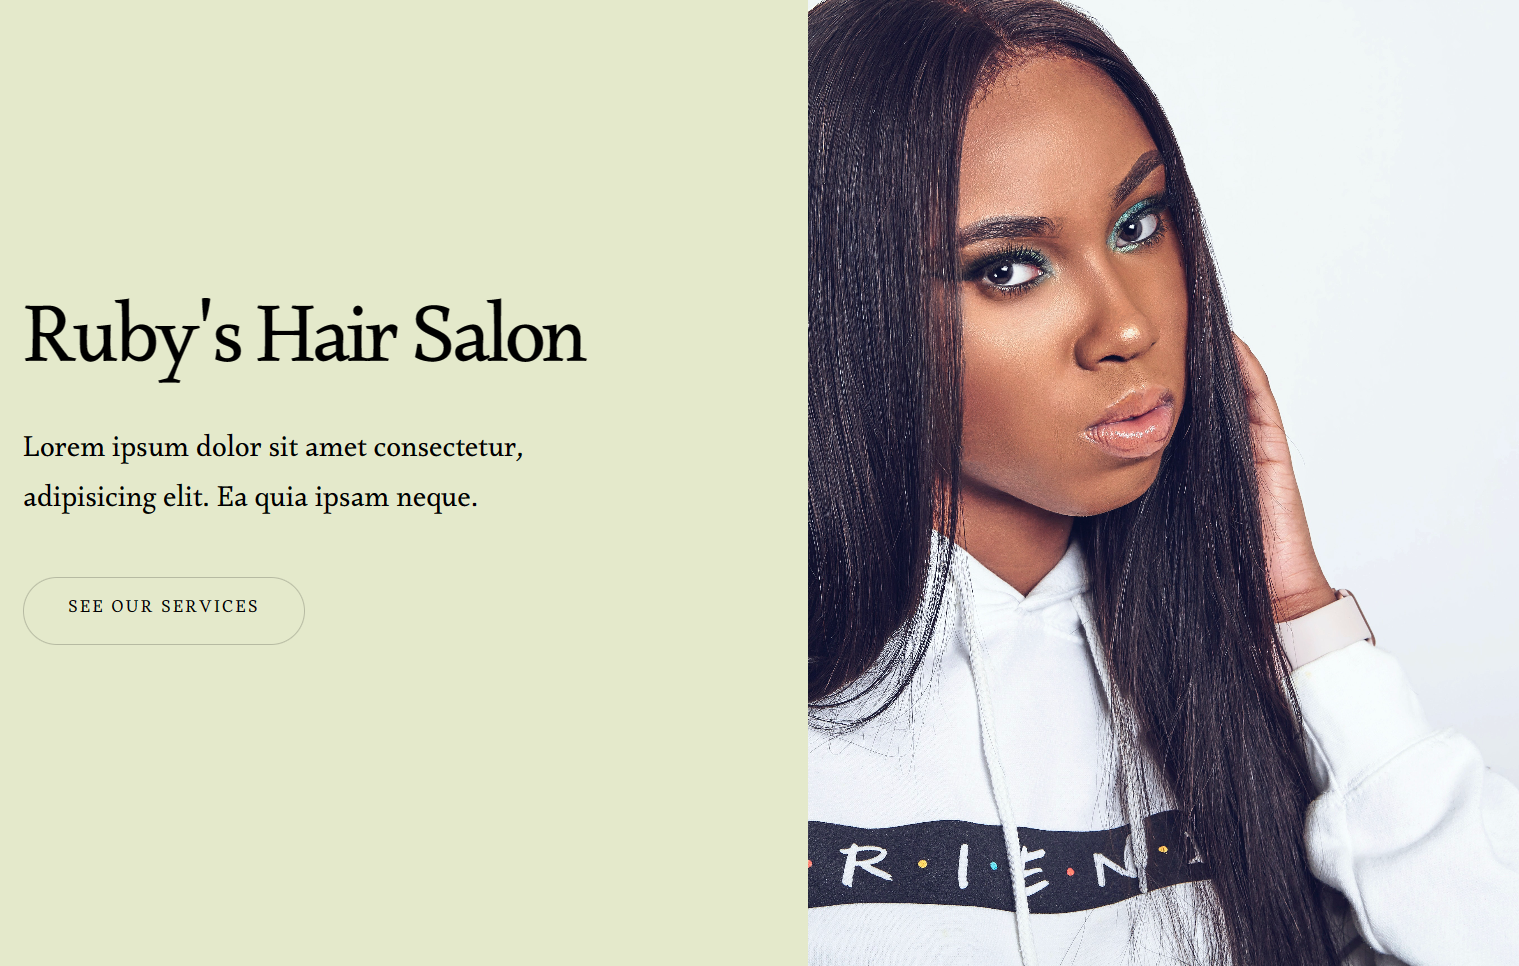 Ruby's Hair Salon
Lorem ipsum dolor sit amet consectetur,
adipisicing elit. Ea quia ipsam neque.
SEE OUR SERVICES
R·I·E·N·